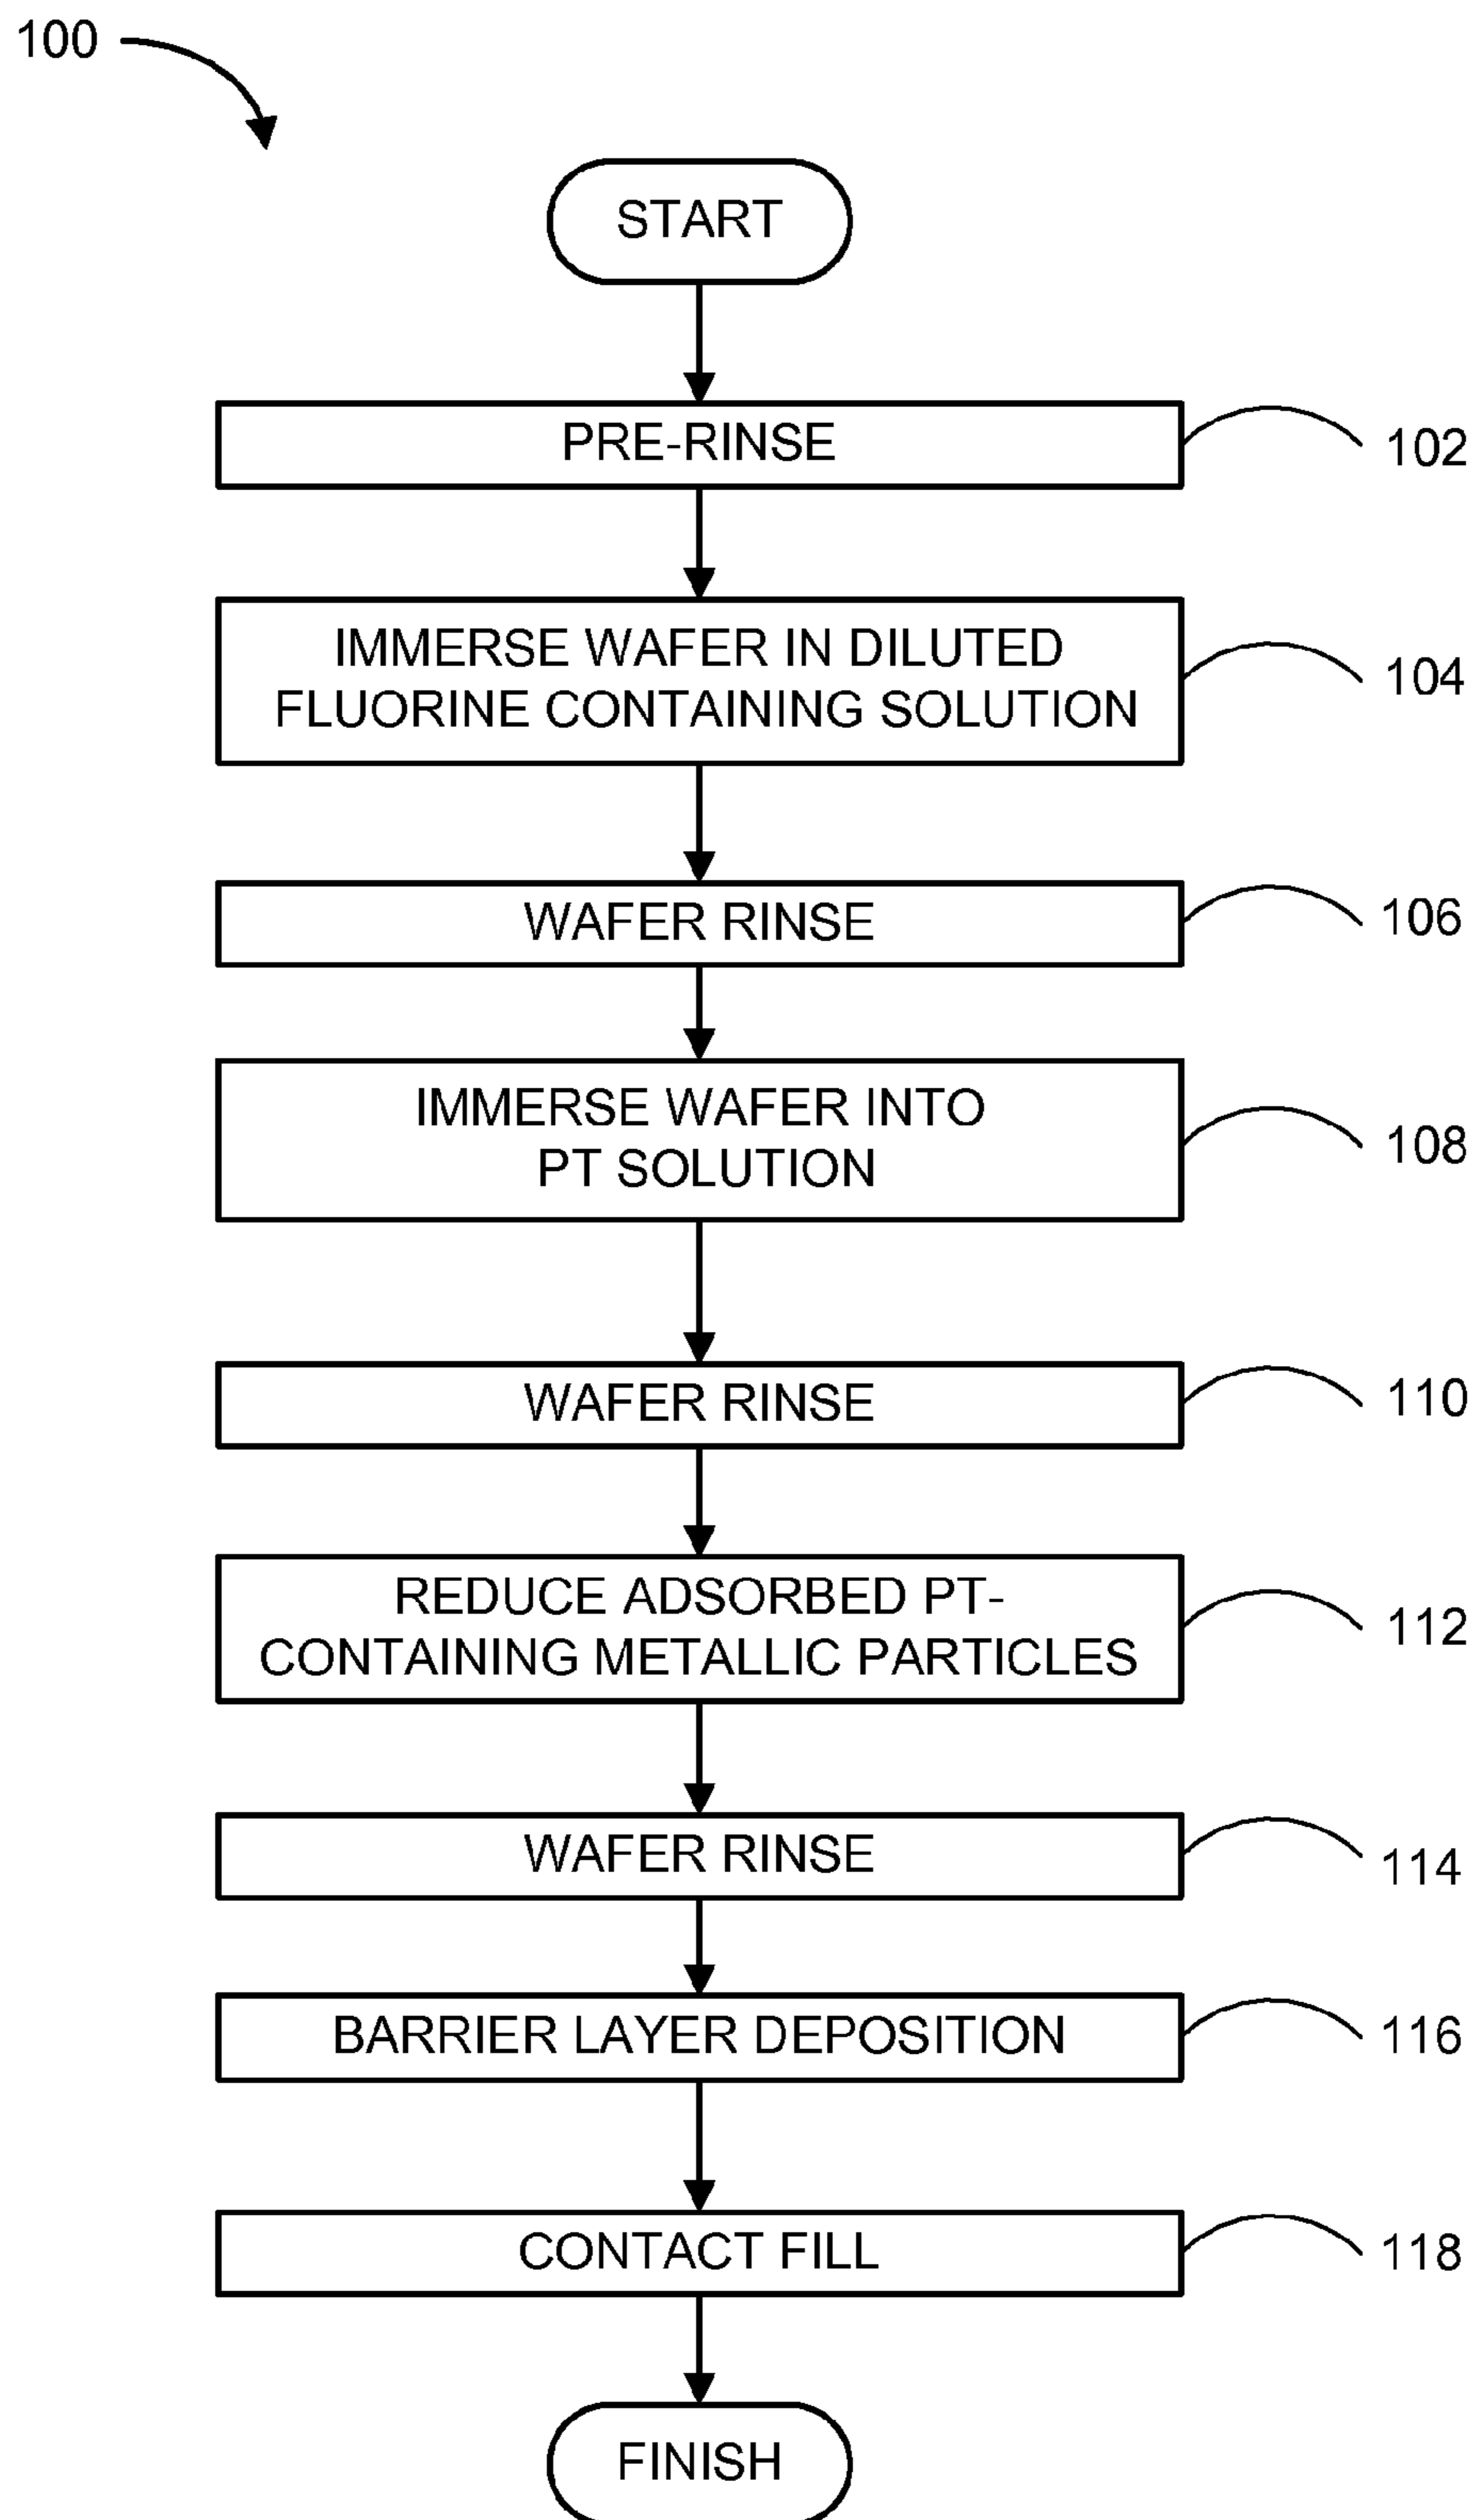 100
START
PRE-RINSE
102
IMMERSE WAFER IN DILUTED
FLUORINE CONTAINING SOLUTION
104
WAFER RINSE
106
IMMERSE WAFER INTO
PT SOLUTION
108
WAFER RINSE
110
REDUCE ADSORBED PT-
CONTAINING METALLIC PARTICLES
112
WAFER RINSE
114
BARRIER LAYER DEPOSITION
116
CONTACT FILL
118
FINISH